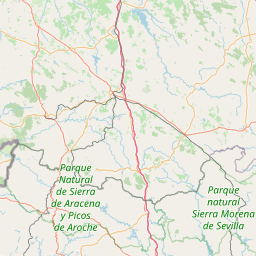 Parque
Natural
de Sierra
de Aracena
y Picos
de Aroche
Parque
natural
Sierra Morena
de Sevilla